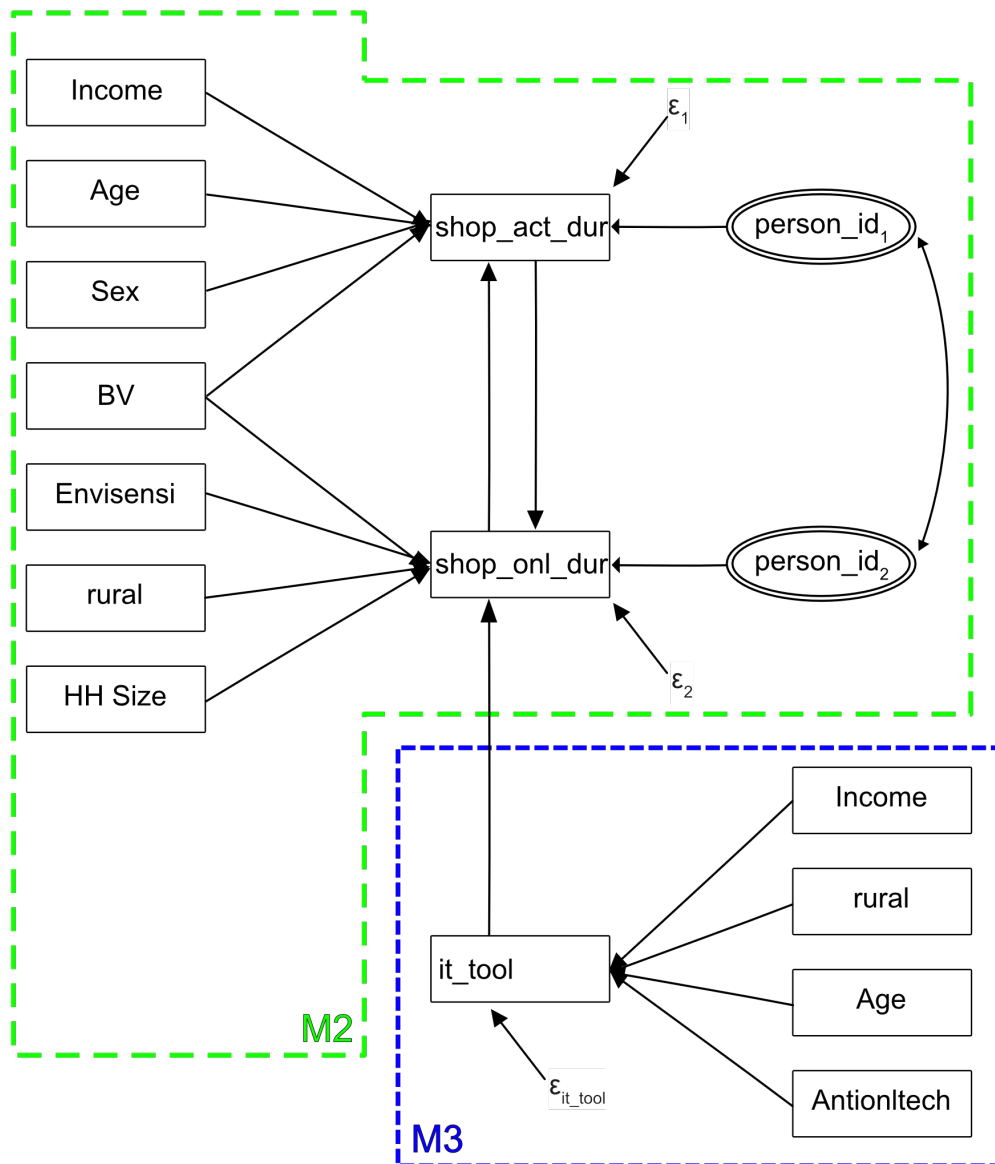 Income
Age
Sex
BV
Envisensi
rural
HH Size
M2
shop_act_dur
ε₁
person_id₁
shop_onl_dur
person_id₂
ε₂
it_tool
ε_it_tool
Income
rural
Age
Antionltech
M3